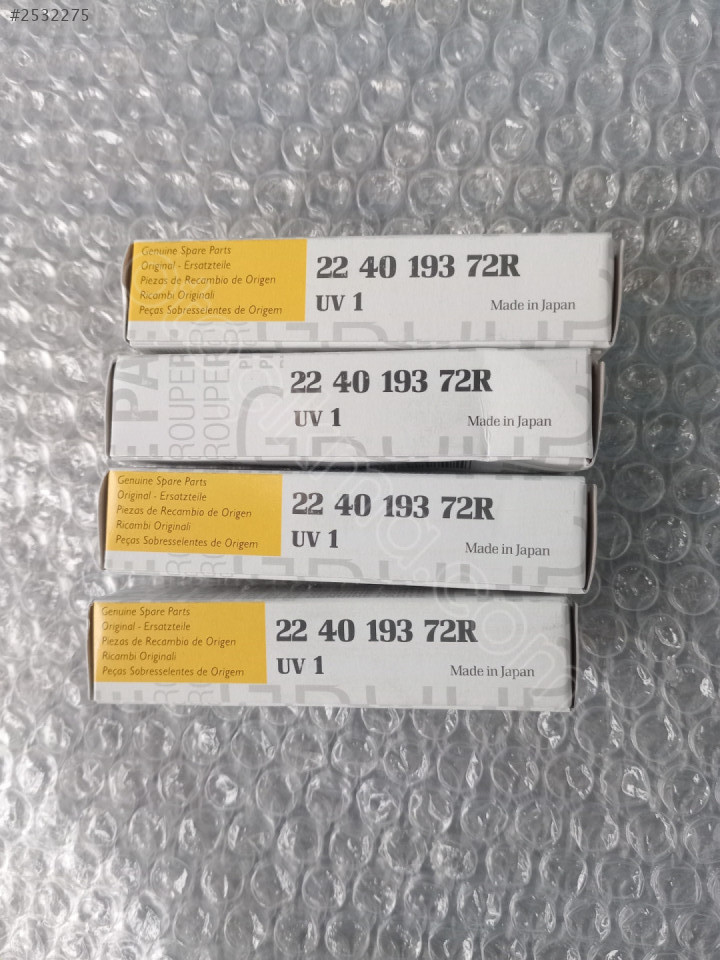 #2532275
Genuine Spare Parts
Original - Ersatzteile
Piezas de Recambio de Origen
Ricambi Originali
Peças Sobresselentes de Origem
22 40 193 72R
UV 1
Made in Japan
22 40 193 72R
UV 1
Made in Japan
Genuine Spare Parts
Original - Ersatzteile
Piezas de Recambio de Origen
Ricambi Originali
Peças Sobresselentes de Origem
22 40 193 72R
UV 1
Made in Japan
Genuine Spare Parts
Original - Ersatzteile
Piezas de Recambio de Origen
Ricambi Originali
Peças Sobresselentes de Origem
22 40 193 72R
UV 1
Made in Japan